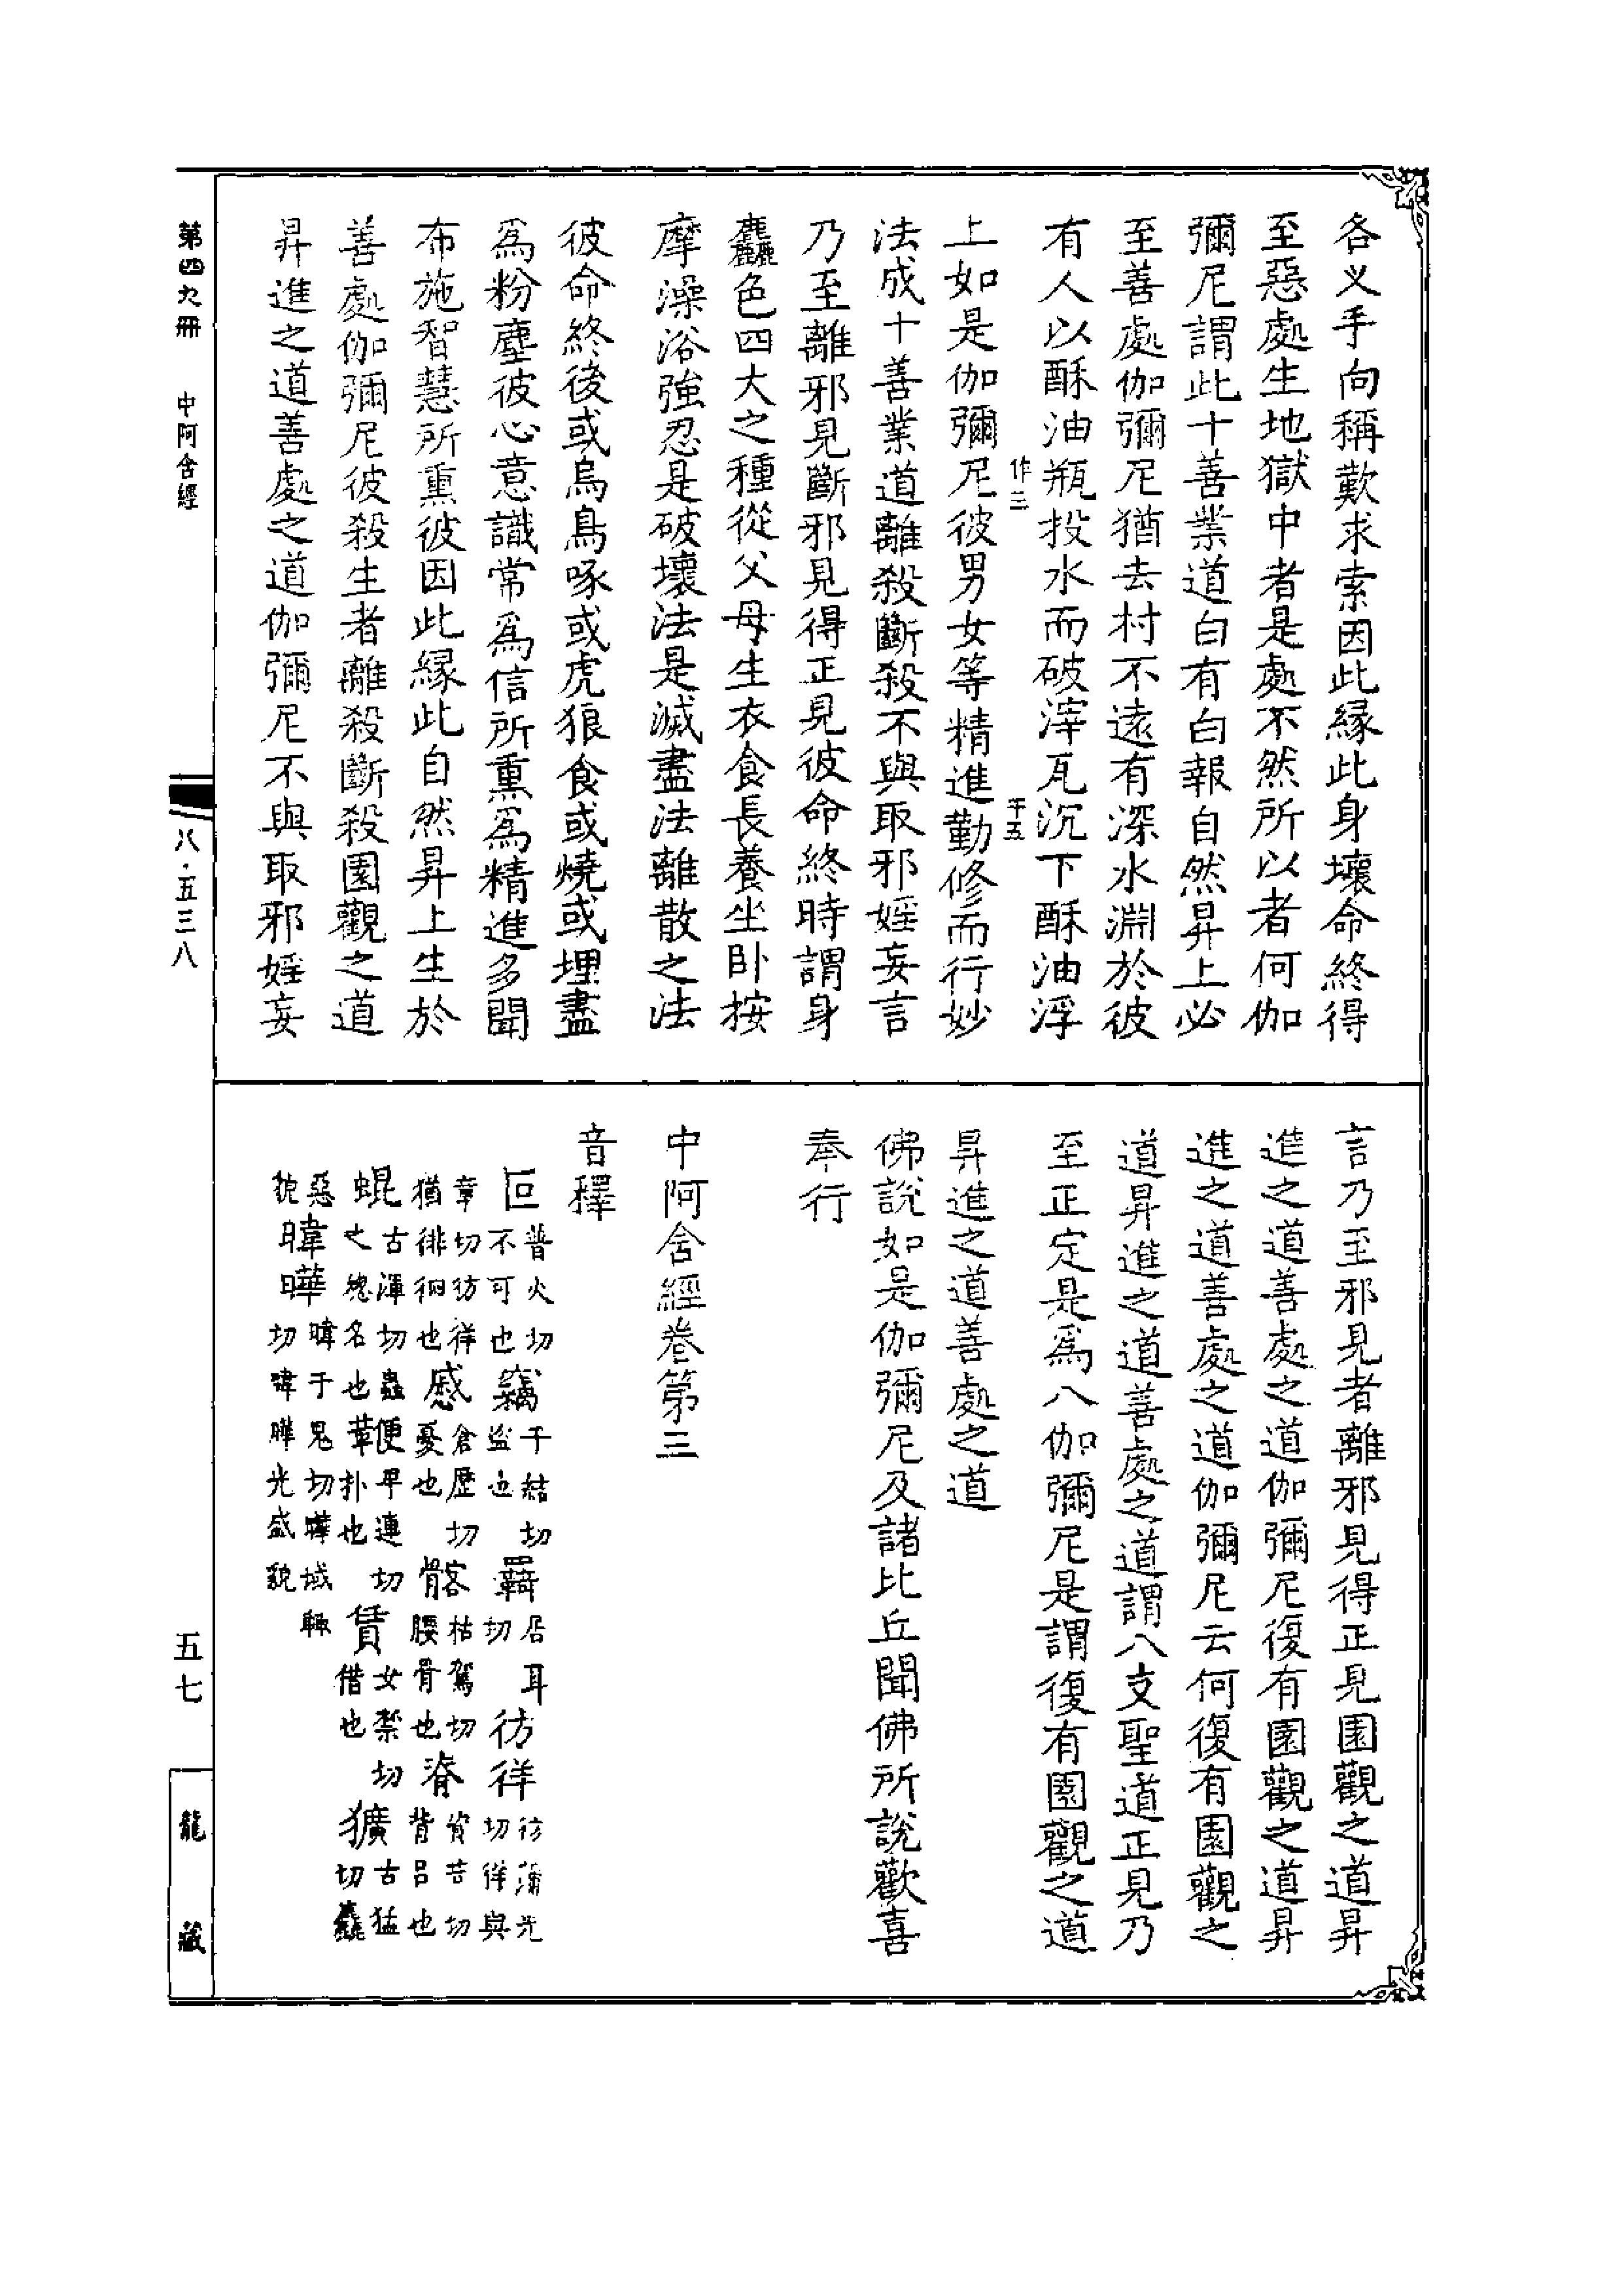 各叉手向稱歎求索因此縁此身壞命終得
至惡處生地獄中者是處不然所以者何伽
彌尼謂此十善業道白有白報自然昇上必
至善處伽彌尼猶去村不遠有深水淵於彼
有人以酥油瓶投水而破滓瓦沉下酥油浮
上如是伽彌尼彼男女等精進勤修而行妙
法成十善業道離殺斷殺不與取邪婬妄言
乃至離邪見斷邪見得正見彼命終時謂身
麤色四大之種從父母生衣食長養坐卧按
摩澡浴強忍是破壞法是滅盡法離散之法
彼命終後或烏鳥啄或虎狼食或燒或埋盡
爲粉塵彼心意識常爲信所熏爲精進多聞
布施智慧所熏彼因此縁此自然昇上生於
善處伽彌尼彼殺生者離殺斷殺園觀之道
昇進之道善處之道伽彌尼不與取邪婬妄
言乃至邪見者離邪見得正見園觀之道昇
進之道善處之道伽彌尼復有園觀之道昇
進之道善處之道伽彌尼云何復有園觀之
道昇進之道善處之道謂八支聖道正見乃
至正定是爲八伽彌尼是謂復有園觀之道
昇進之道善處之道
佛說如是伽彌尼及諸比丘聞佛所說歡喜
奉行
中阿含經卷第三
音釋
叵普火切不可也竊千結切盜也羇居切耳彷徉彷蒲光切徉與
章切彷徉猶徘徊也慼倉歷切憂也髂枯駕切腰骨也脊資昔切背呂也
蜫古渾切蟲之總名也鞭卑連切扑也賃女禁切借也獷古猛切麤
惡貌暐曄暐于鬼切曄域輒切暐曄光盛貌
第四九冊
中阿含經
八·五三八
五七
龍藏